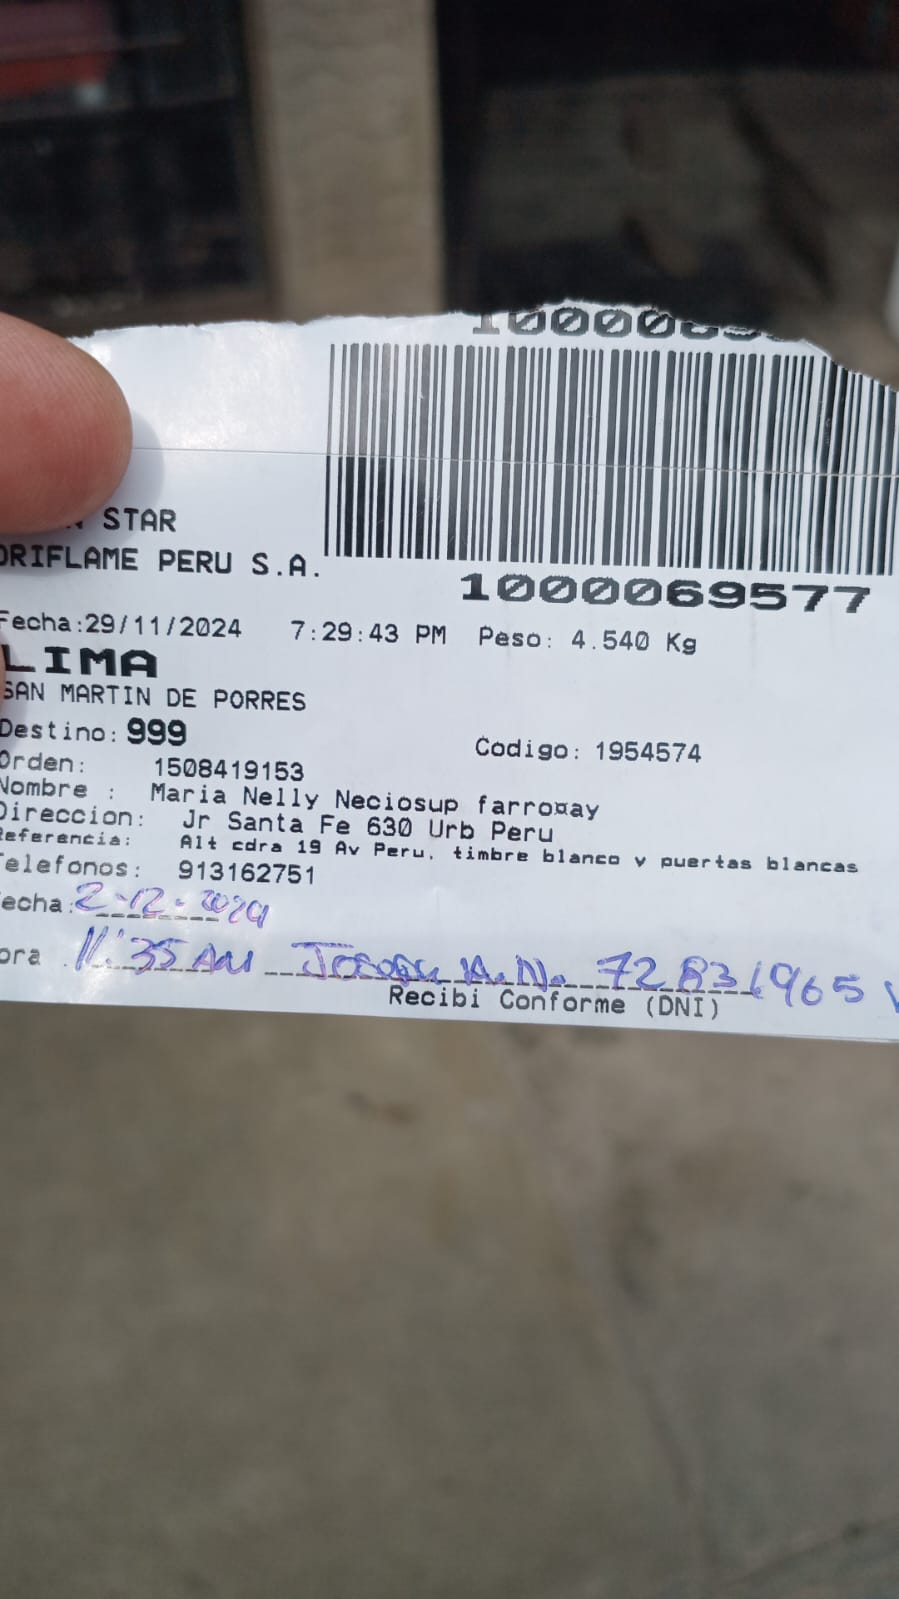 STAR
ORIFLAME PERU S.A.
1000069577
Fecha:29/11/2024 7:29:43 PM Peso: 4.540 Kg
LIMA
SAN MARTIN DE PORRES
Destino: 999 Codigo: 1954574
Orden: 1508419153
Nombre : Maria Nelly Neciosup farro¤ay
Direccion: Jr Santa Fe 630 Urb Peru
Referencia: Alt cdra 19 Av Peru. timbre blanco y puertas blancas
Telefonos: 913162751
echa: 2-12-2024
ora 11:35 AM A.N. 72831965
Recibi Conforme (DNI)